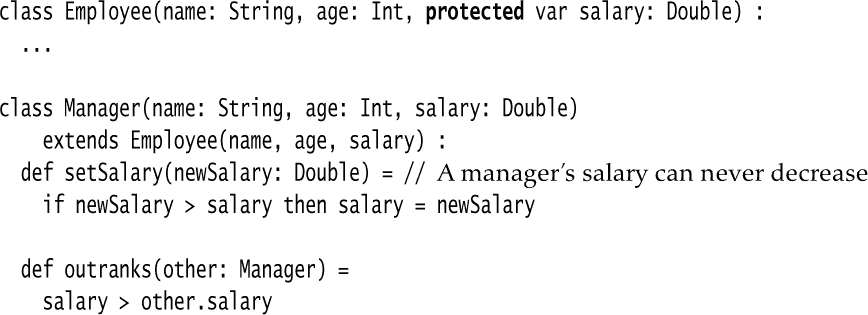 class Employee(name: String, age: Int, protected var salary: Double) :
  ...
class Manager(name: String, age: Int, salary: Double)
    extends Employee(name, age, salary) :
  def setSalary(newSalary: Double) = // A manager’s salary can never decrease
    if newSalary > salary then salary = newSalary
  def outranks(other: Manager) =
    salary > other.salary